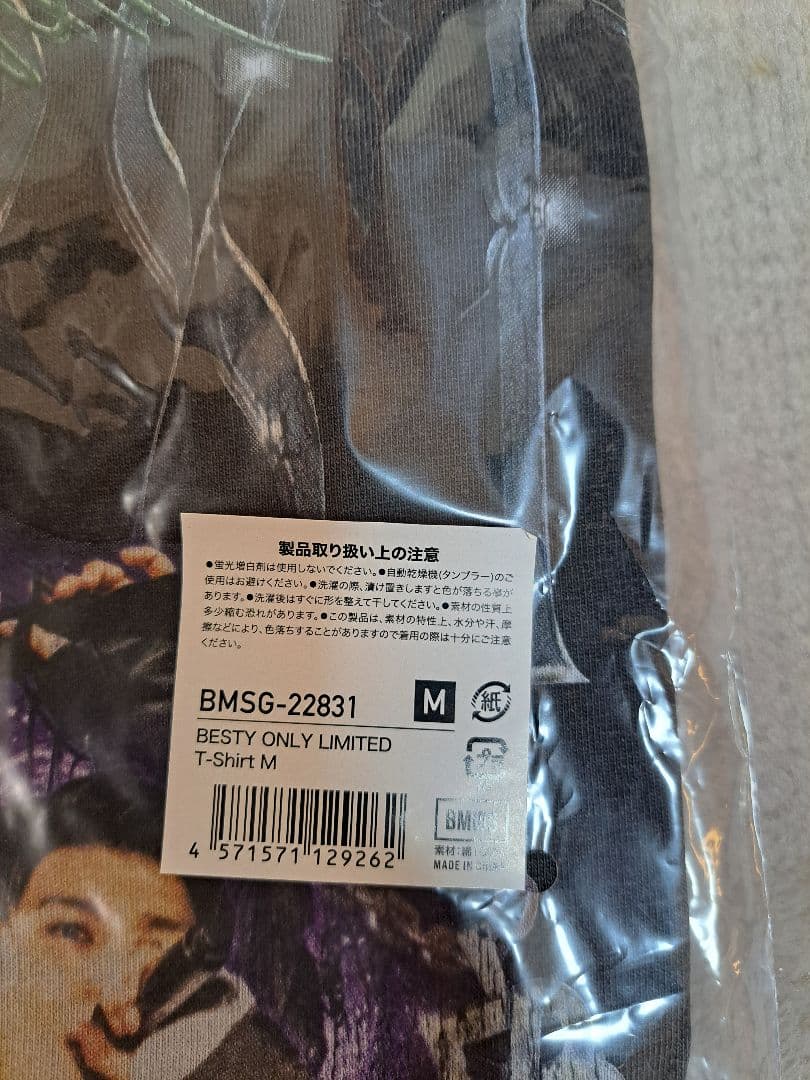 製品取り扱い上の注意
●蛍光増白剤は使用しないでください。●自動乾燥機(タンブラー)のご
使用はお避けください。●洗濯の際、漬け置きしますと色が落ちる事が
あります。●洗濯後はすぐに形を整えて干してください。●素材の性質上
多少縮む恐れがあります。●この製品は、素材の特性上、水分や汗、摩
擦などにより、色落ちすることがありますので着用の際は十分にご注意
ください。
BMSG-22831 M 紙
BESTY ONLY LIMITED
T-Shirt M
プラ
BMSG
4 571571 129262
素材:綿
MADE IN CHINA